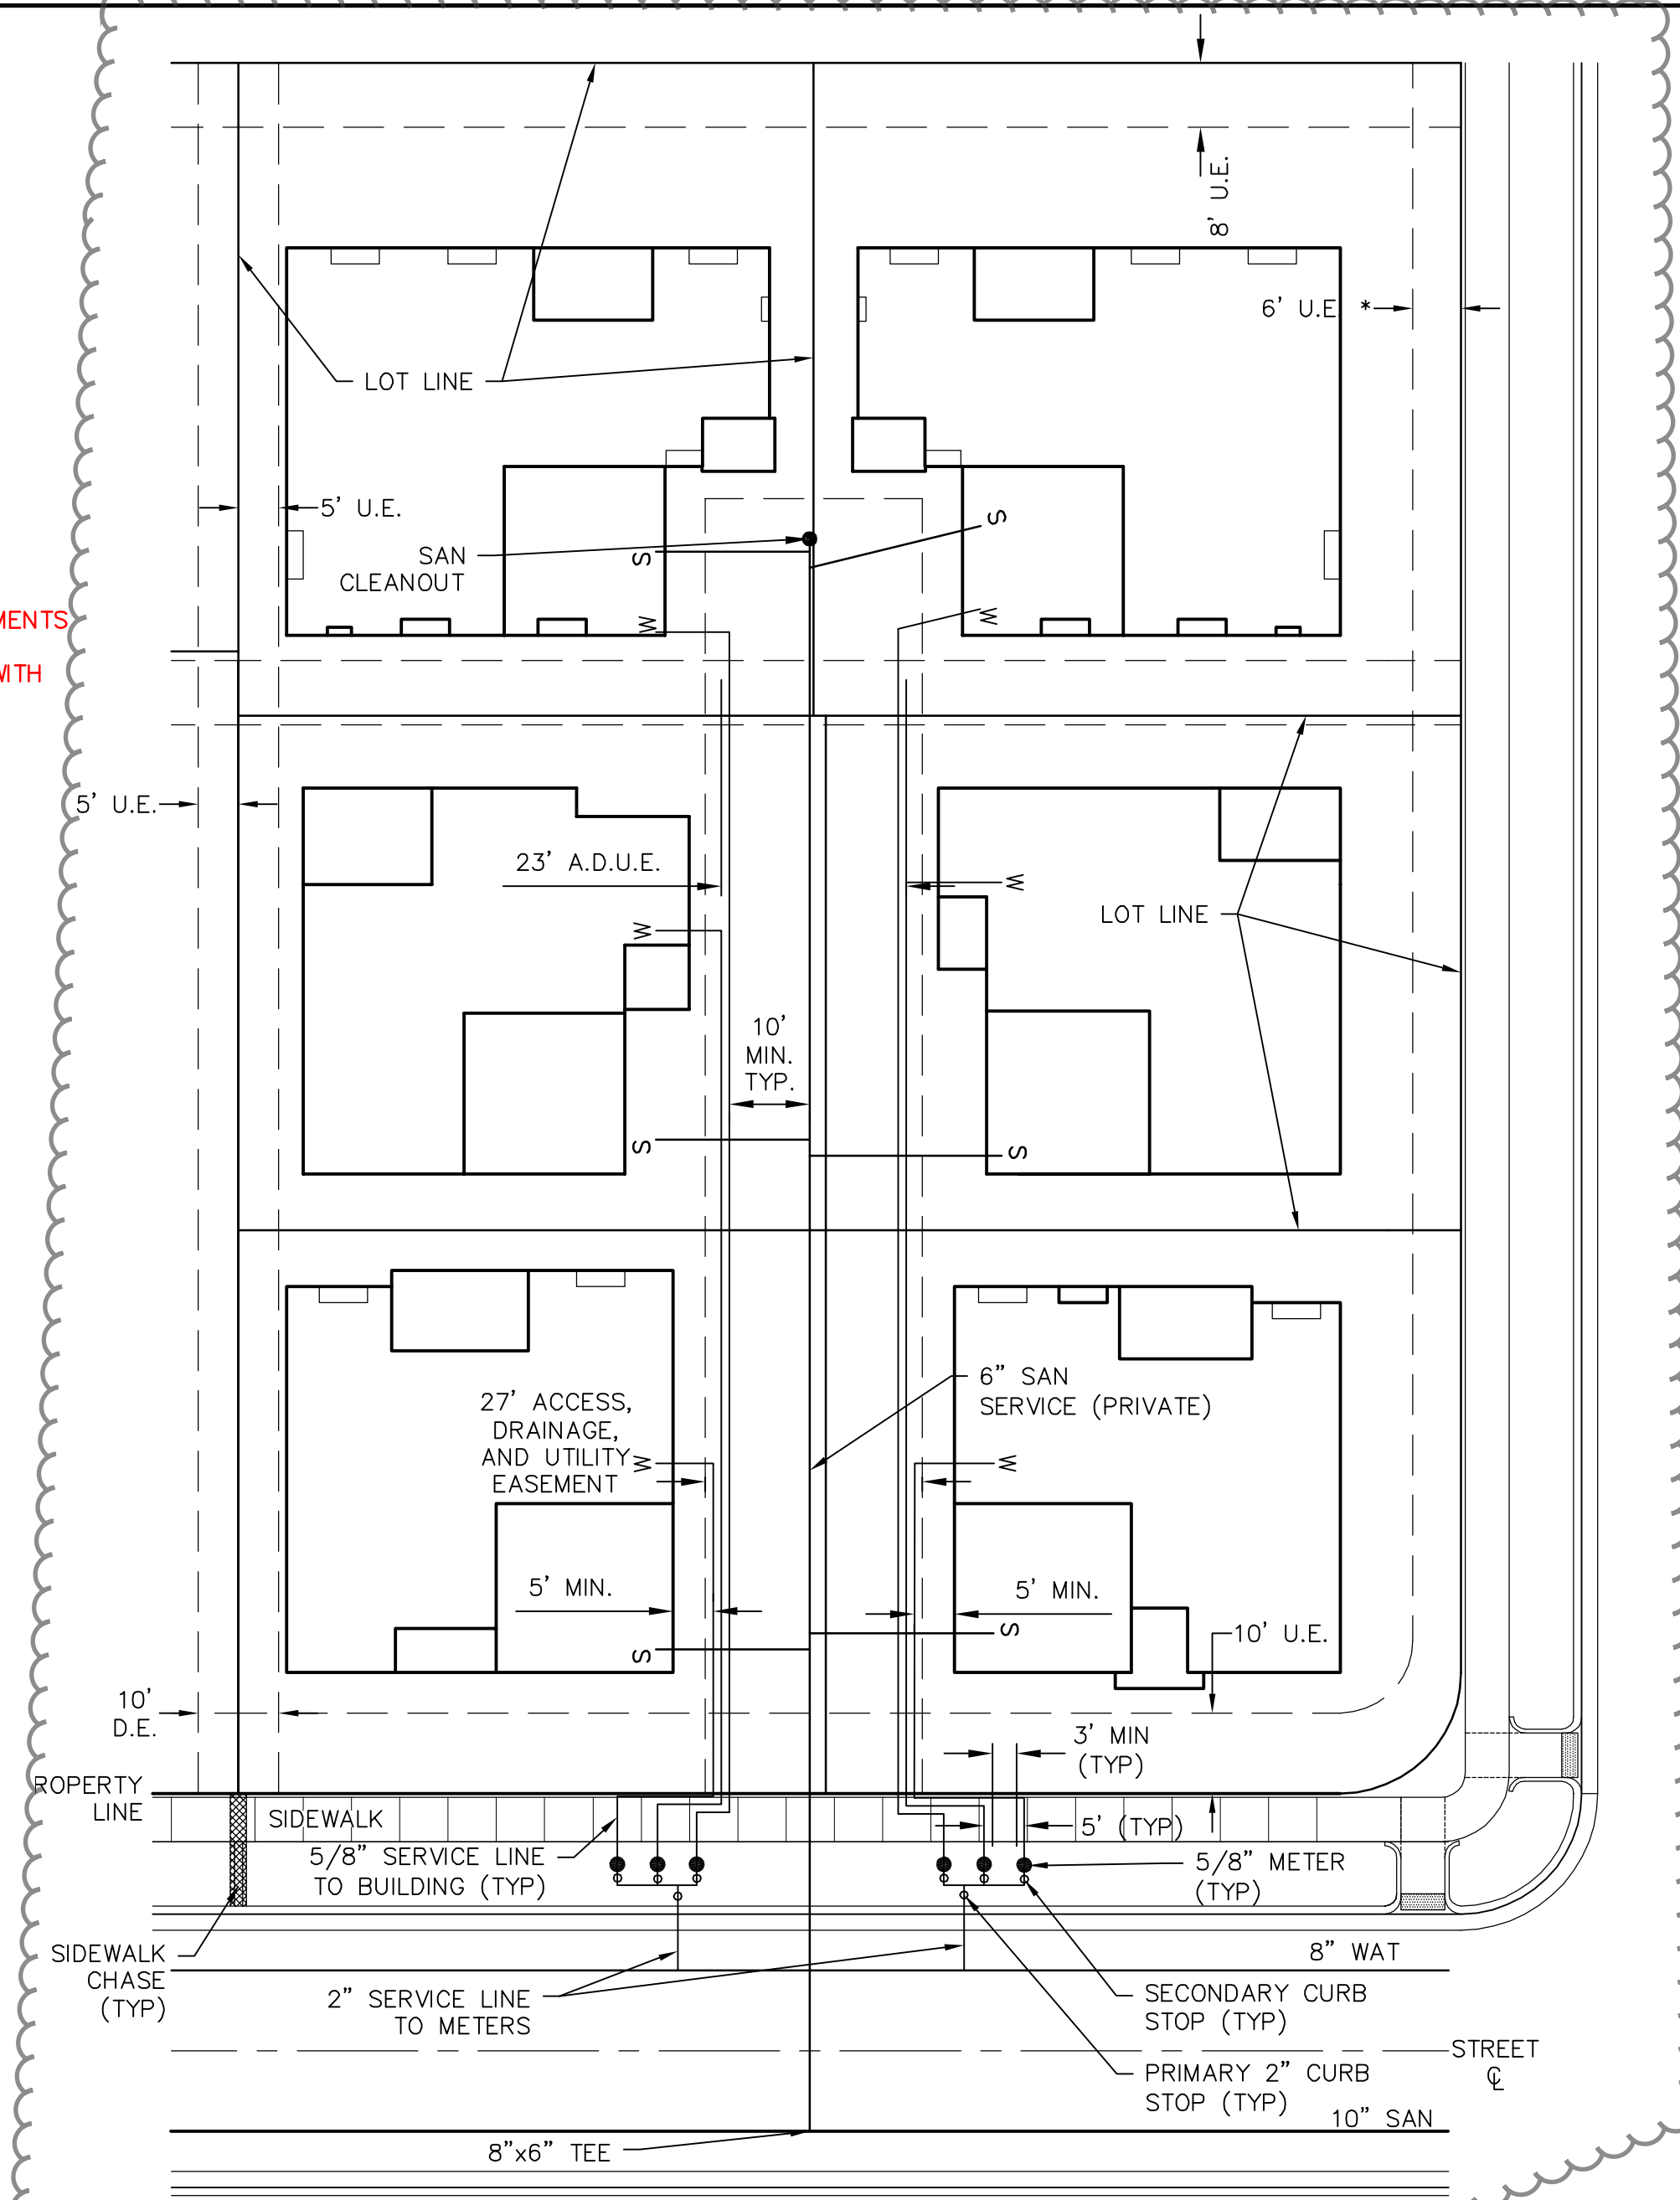 8' U.E.
6' U.E. *
LOT LINE
5' U.E.
S
SAN
CLEANOUT
S
W
W
MENTS
WITH
5' U.E.
23' A.D.U.E.
W
W
LOT LINE
10'
MIN.
TYP.
S
S
6" SAN
SERVICE (PRIVATE)
27' ACCESS,
DRAINAGE,
AND UTILITY
EASEMENT
W
W
5' MIN.
5' MIN.
S
S
10' U.E.
10'
D.E.
3' MIN
(TYP)
ROPERTY
LINE
SIDEWALK
5' (TYP)
5/8" SERVICE LINE
TO BUILDING (TYP)
5/8" METER
(TYP)
SIDEWALK
CHASE
(TYP)
8" WAT
2" SERVICE LINE
TO METERS
SECONDARY CURB
STOP (TYP)
STREET
℄
PRIMARY 2" CURB
STOP (TYP)
10" SAN
8"x6" TEE